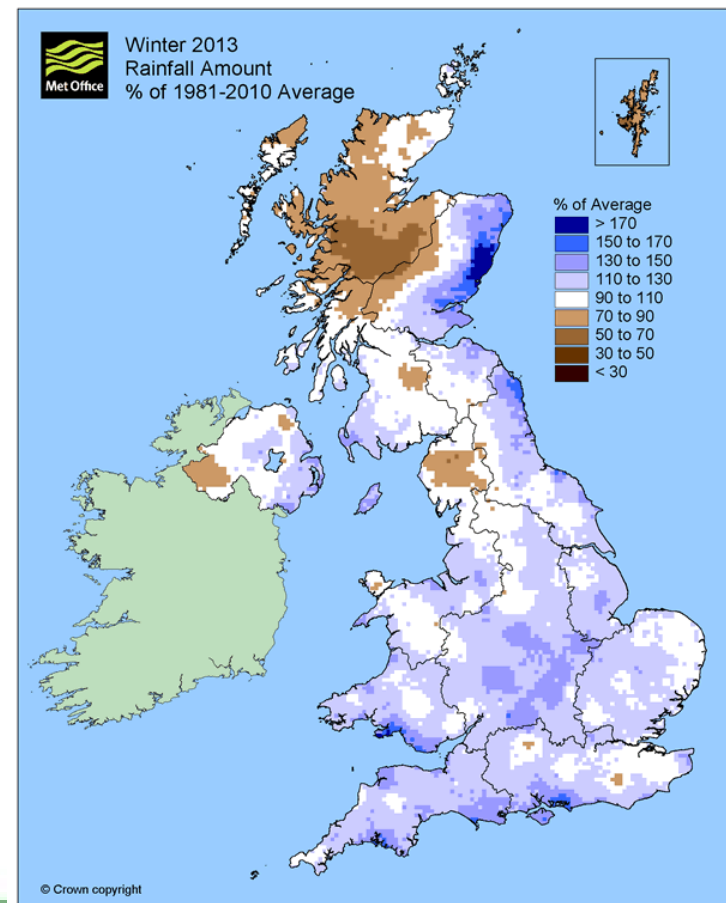 Met Office
Winter 2013
Rainfall Amount
% of 1981-2010 Average
% of Average
> 170
150 to 170
130 to 150
110 to 130
90 to 110
70 to 90
50 to 70
30 to 50
< 30
© Crown copyright